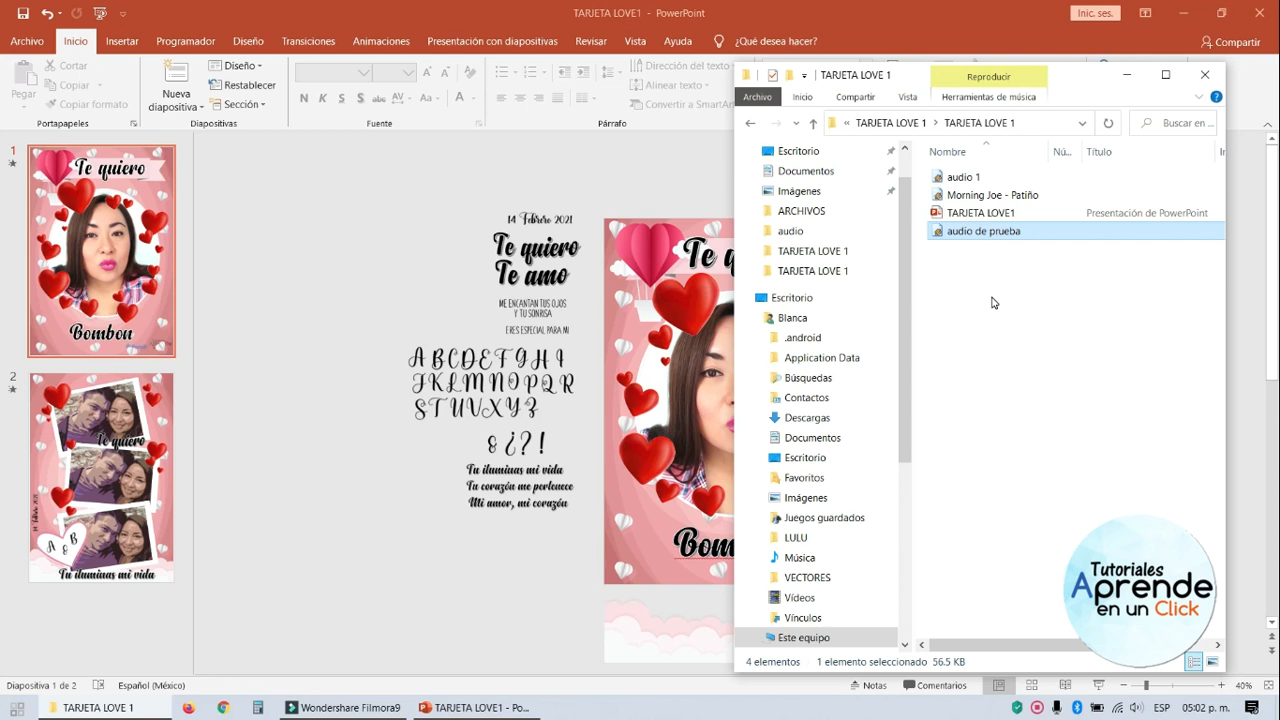 TARJETA LOVE1 - PowerPoint
Inic. ses.
Archivo
Inicio
Insertar
Programador
Diseño
Transiciones
Animaciones
Presentación con diapositivas
Revisar
Vista
Ayuda
¿Qué desea hacer?
Compartir
Pegar
Cortar
Copiar
Copiar formato
Portapapeles
Nueva
diapositiva
Diseño
Restablecer
Sección
Diapositivas
N
K
S
S
AV
Aa
A
Fuente
Dirección del texto
Alinear texto
Convertir a SmartArt
Párrafo
1
Te quiero
Bombon
2
Te quiero
14 Febrero 2021
A
&
B
Tu iluminas mi vida
14 Febrero 2021
Te quiero
Te amo
ME ENCANTAN TUS OJOS
Y TU SONRISA
ERES ESPECIAL PARA MI
A B C D E F G H I
J K L M N O P Q R
S T U V X Y Z
& ¿ ? !
Tu iluminas mi vida
Tu corazón me pertenece
Mi amor, mi corazón
Te q
Bom
TARJETA LOVE 1
Reproducir
Archivo
Inicio
Compartir
Vista
Herramientas de música
« TARJETA LOVE 1 > TARJETA LOVE 1
Buscar en ...
Escritorio
Documentos
Imágenes
ARCHIVOS
audio
TARJETA LOVE 1
TARJETA LOVE 1
Escritorio
Blanca
.android
Application Data
Búsquedas
Contactos
Descargas
Documentos
Escritorio
Favoritos
Imágenes
Juegos guardados
LULU
Música
VECTORES
Vídeos
Vínculos
Este equipo
Nombre
Nú...
Título
audio 1
Morning Joe - Patiño
TARJETA LOVE1
Presentación de PowerPoint
audio de prueba
4 elementos
1 elemento seleccionado 56.5 KB
Tutoriales
Aprende
en un Click
Diapositiva 1 de 2
Español (México)
Notas
Comentarios
40%
TARJETA LOVE 1
Wondershare Filmora9
TARJETA LOVE1 - Po...
ESP
05:02 p. m.